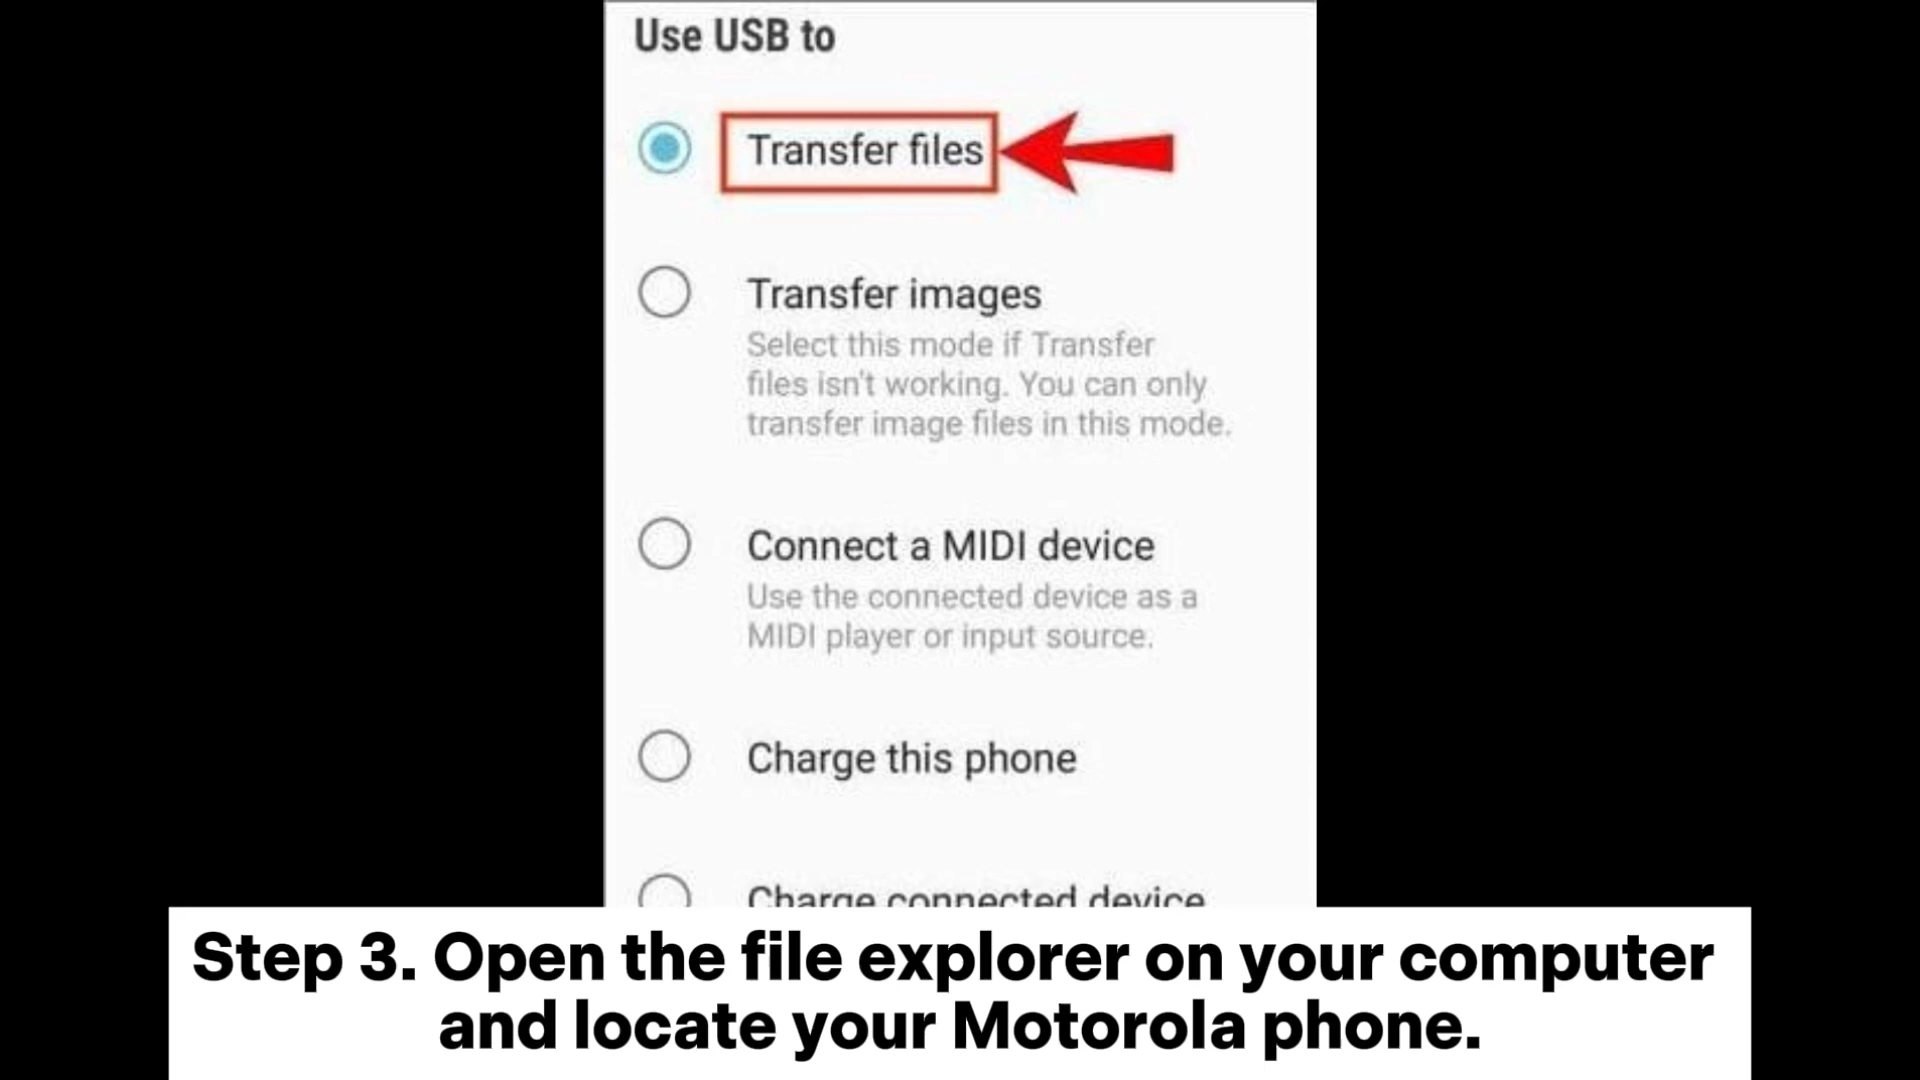 Use USB to
Transfer files
Transfer images
Select this mode if Transfer
files isn't working. You can only
transfer image files in this mode.
Connect a MIDI device
Use the connected device as a
MIDI player or input source.
Charge this phone
Charge connected device
Step 3. Open the file explorer on your computer
and locate your Motorola phone.